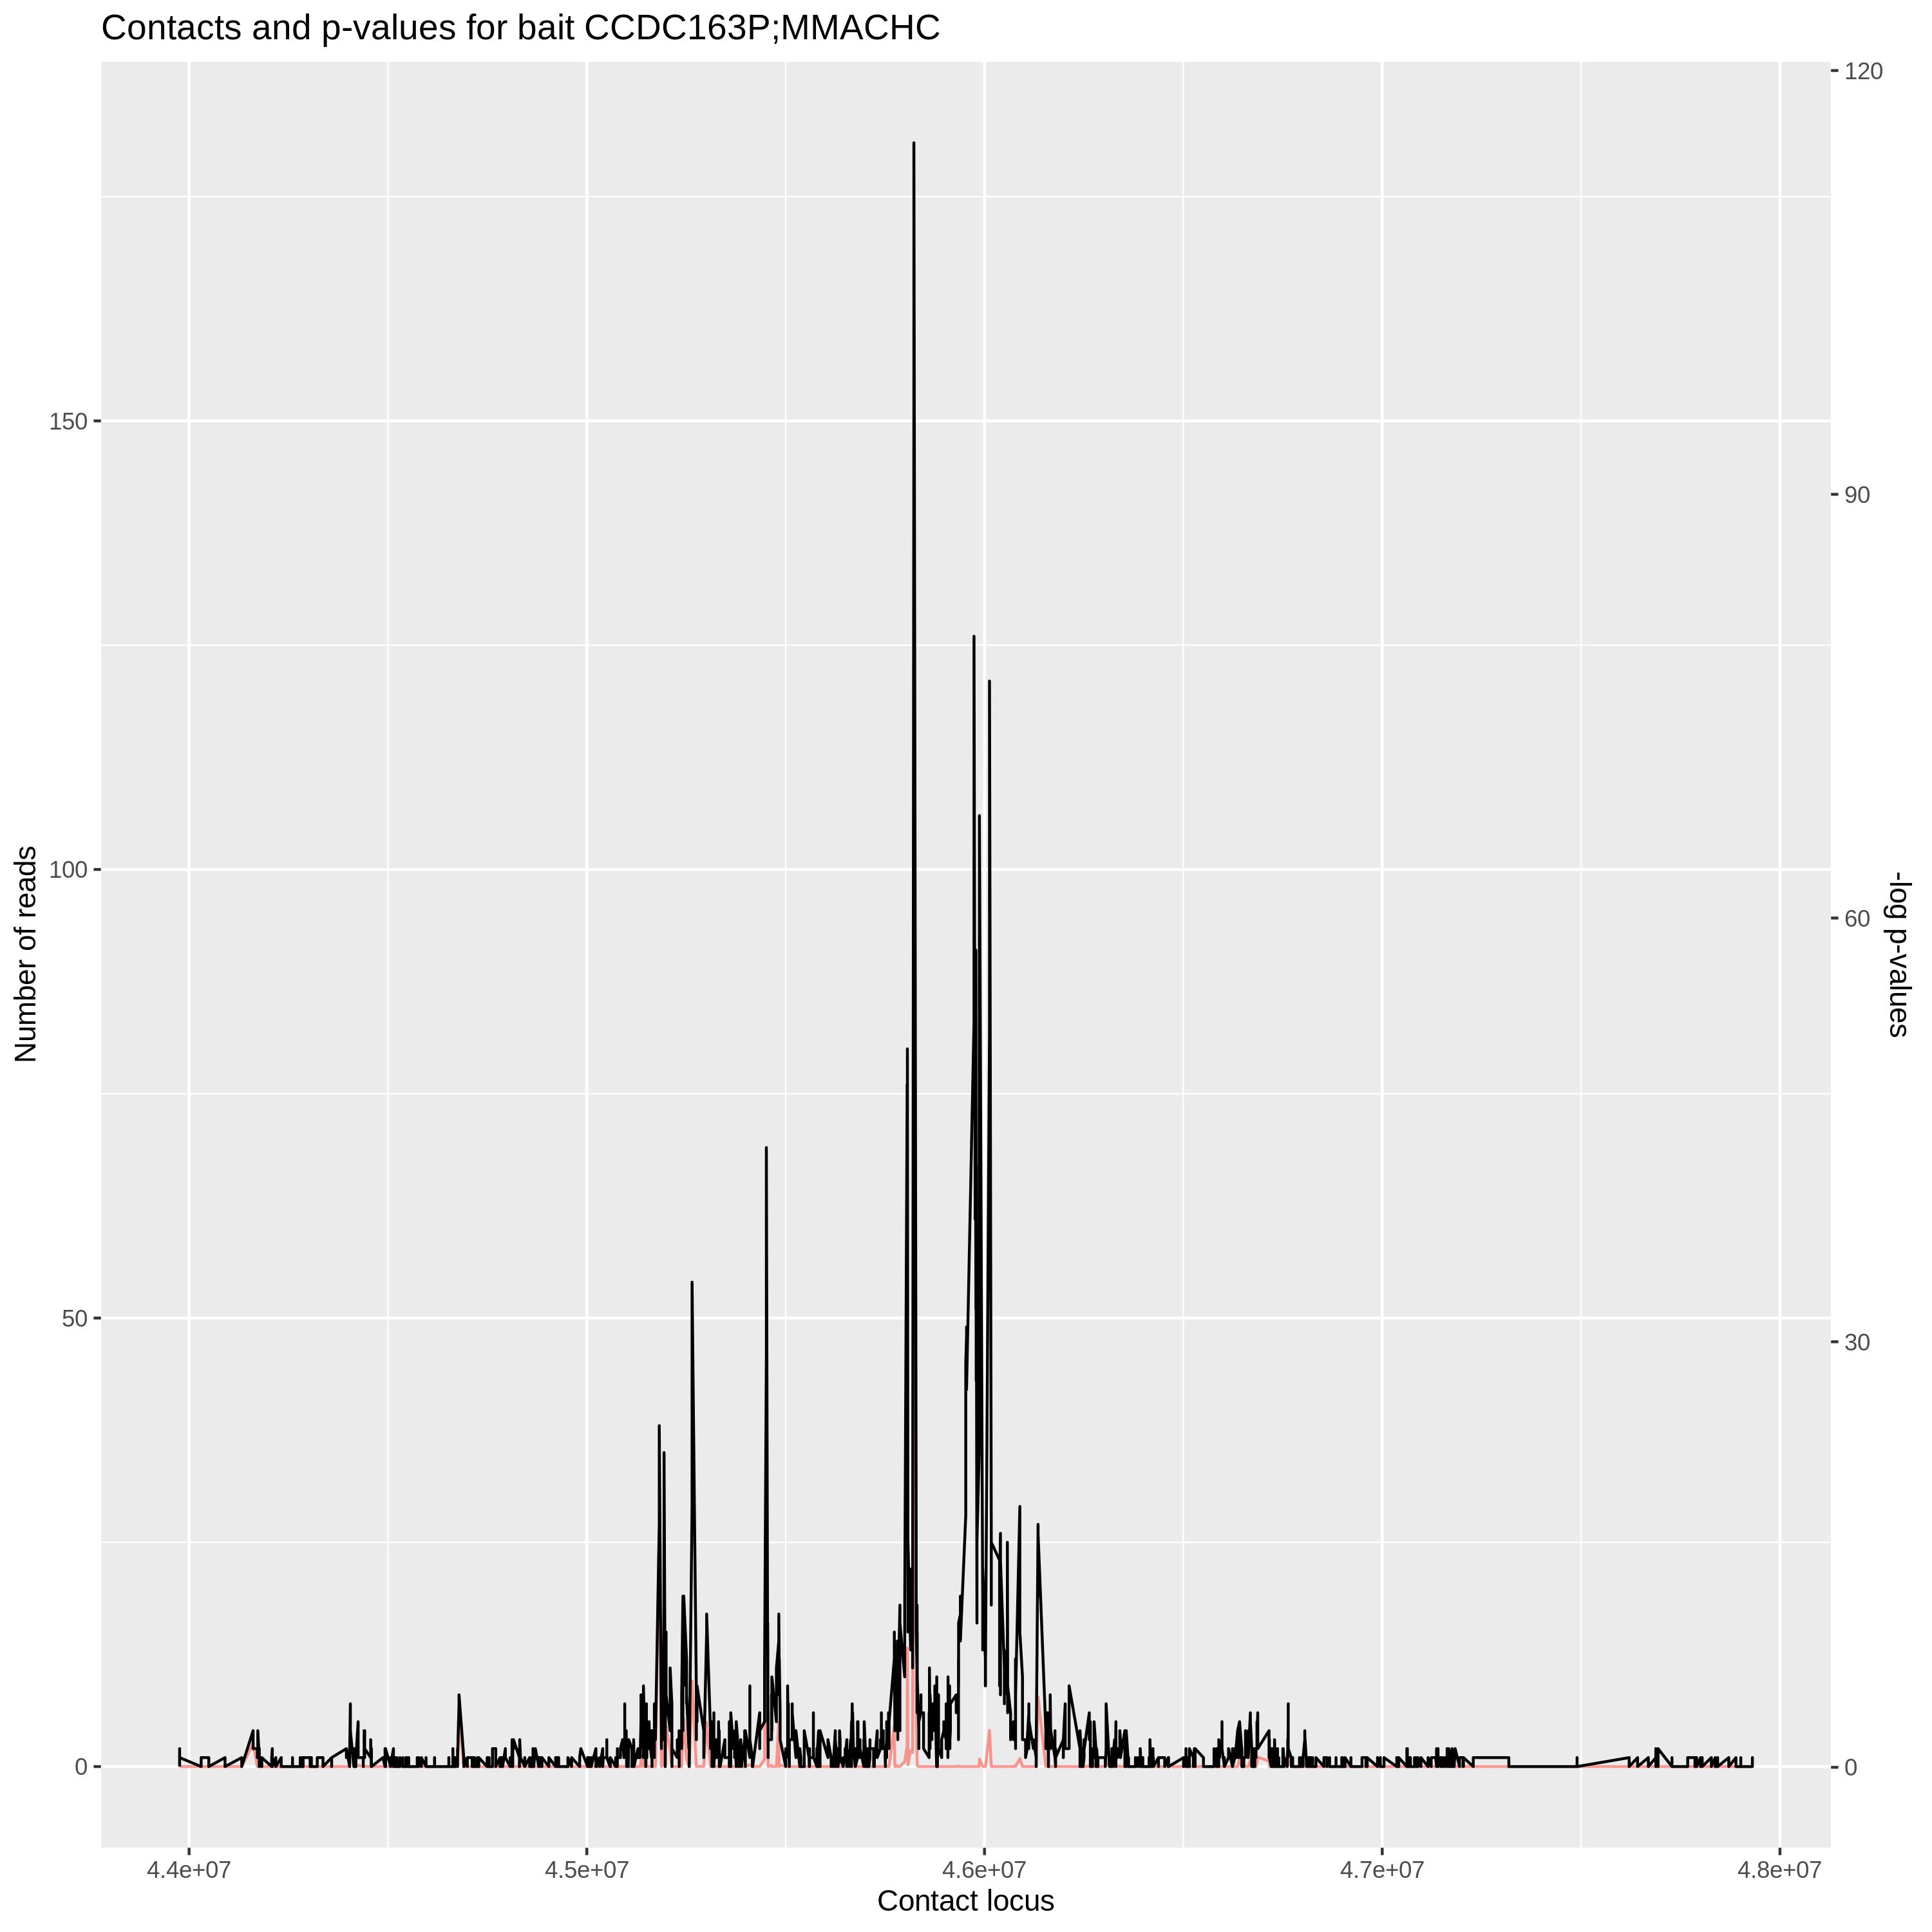 Contacts and p-values for bait CCDC163P;MMACHC
120
150
90
100
60
50
30
0
0
Number of reads
-log p-values
4.4e+07
4.5e+07
4.6e+07
4.7e+07
4.8e+07
Contact locus